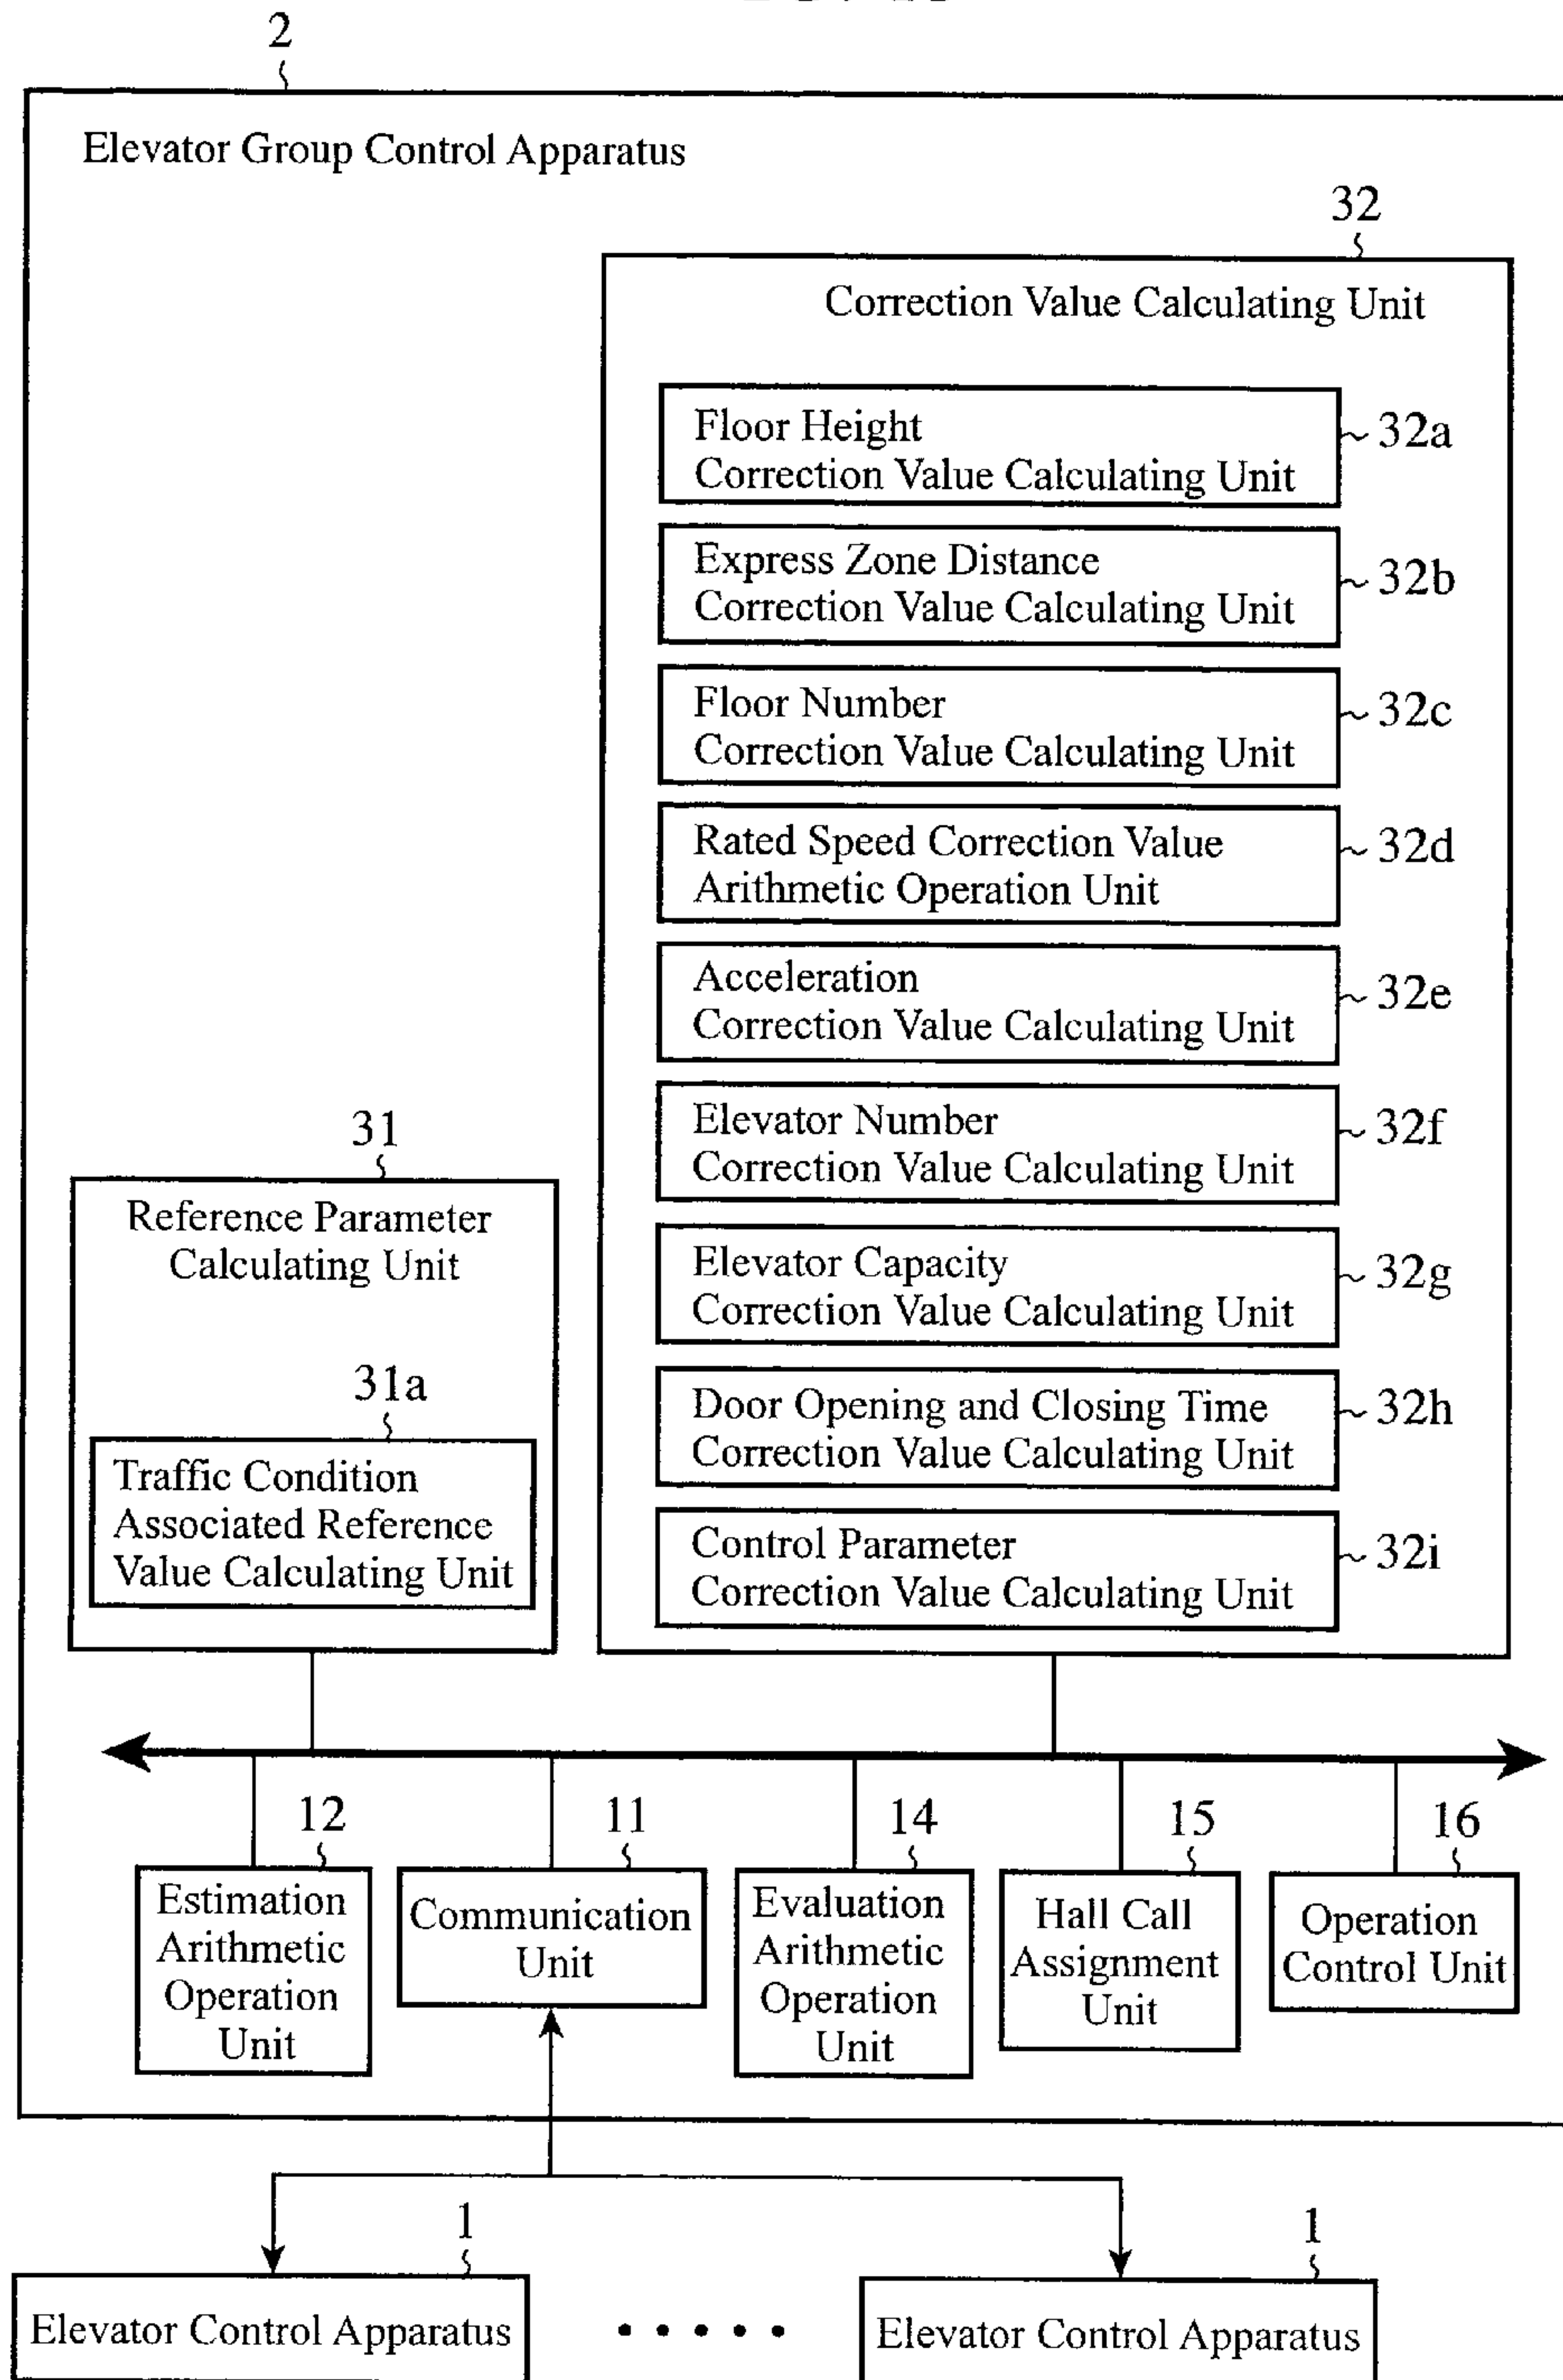 2
Elevator Group Control Apparatus
32
Correction Value Calculating Unit
Floor Height
Correction Value Calculating Unit
32a
Express Zone Distance
Correction Value Calculating Unit
32b
Floor Number
Correction Value Calculating Unit
32c
Rated Speed Correction Value
Arithmetic Operation Unit
32d
Acceleration
Correction Value Calculating Unit
32e
Elevator Number
Correction Value Calculating Unit
32f
Elevator Capacity
Correction Value Calculating Unit
32g
Door Opening and Closing Time
Correction Value Calculating Unit
32h
Control Parameter
Correction Value Calculating Unit
32i
31
Reference Parameter
Calculating Unit
31a
Traffic Condition
Associated Reference
Value Calculating Unit
12
Estimation
Arithmetic
Operation
Unit
11
Communication
Unit
14
Evaluation
Arithmetic
Operation
Unit
15
Hall Call
Assignment
Unit
16
Operation
Control Unit
1
Elevator Control Apparatus
1
Elevator Control Apparatus